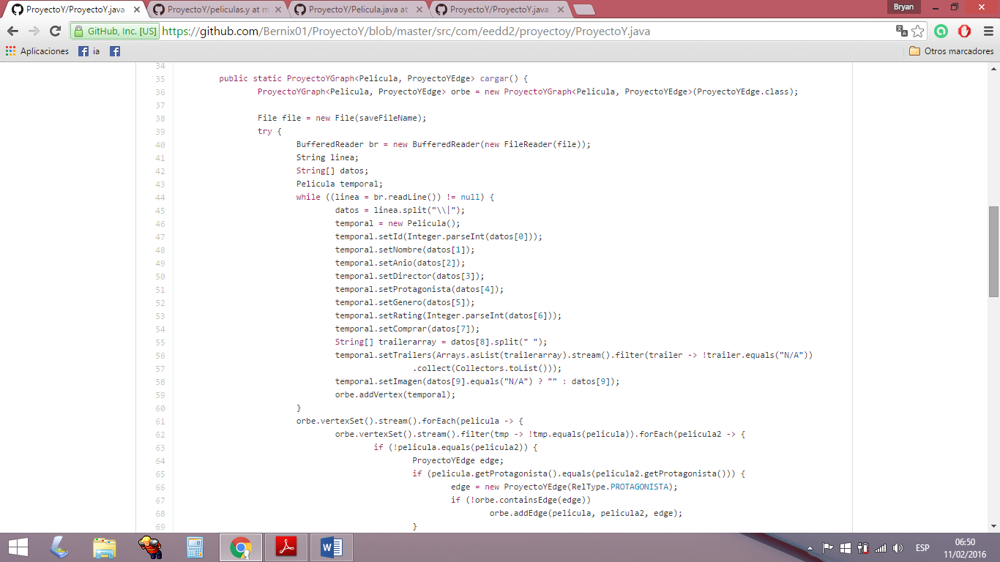 ProyectoY/ProyectoY.java
ProyectoY/peliculas.y at m
ProyectoY/Pelicula.java at
ProyectoY/ProyectoY.java
Bryan
GitHub, Inc. [US]
https://github.com/Bernix01/ProyectoY/blob/master/src/com/eedd2/proyectoy/ProyectoY.java
Aplicaciones
ia
Otros marcadores
34
35 public static ProyectoYGraph<Pelicula, ProyectoYEdge> cargar() {
36 ProyectoYGraph<Pelicula, ProyectoYEdge> orbe = new ProyectoYGraph<Pelicula, ProyectoYEdge>(ProyectoYEdge.class);
37
38 File file = new File(saveFileName);
39 try {
40 BufferedReader br = new BufferedReader(new FileReader(file));
41 String linea;
42 String[] datos;
43 Pelicula temporal;
44 while ((linea = br.readLine()) != null) {
45 datos = linea.split("\\|");
46 temporal = new Pelicula();
47 temporal.setId(Integer.parseInt(datos[0]));
48 temporal.setNombre(datos[1]);
49 temporal.setAnio(datos[2]);
50 temporal.setDirector(datos[3]);
51 temporal.setProtagonista(datos[4]);
52 temporal.setGenero(datos[5]);
53 temporal.setRating(Integer.parseInt(datos[6]));
54 temporal.setComprar(datos[7]);
55 String[] trailerarray = datos[8].split(" ");
56 temporal.setTrailers(Arrays.asList(trailerarray).stream().filter(trailer -> !trailer.equals("N/A"))
57 .collect(Collectors.toList()));
58 temporal.setImagen(datos[9].equals("N/A") ? "" : datos[9]);
59 orbe.addVertex(temporal);
60 }
61 orbe.vertexSet().stream().forEach(pelicula -> {
62 orbe.vertexSet().stream().filter(tmp -> !tmp.equals(pelicula)).forEach(pelicula2 -> {
63 if (!pelicula.equals(pelicula2)) {
64 ProyectoYEdge edge;
65 if (pelicula.getProtagonista().equals(pelicula2.getProtagonista())) {
66 edge = new ProyectoYEdge(RelType.PROTAGONISTA);
67 if (!orbe.containsEdge(edge))
68 orbe.addEdge(pelicula, pelicula2, edge);
69 }
ESP
06:50
11/02/2016